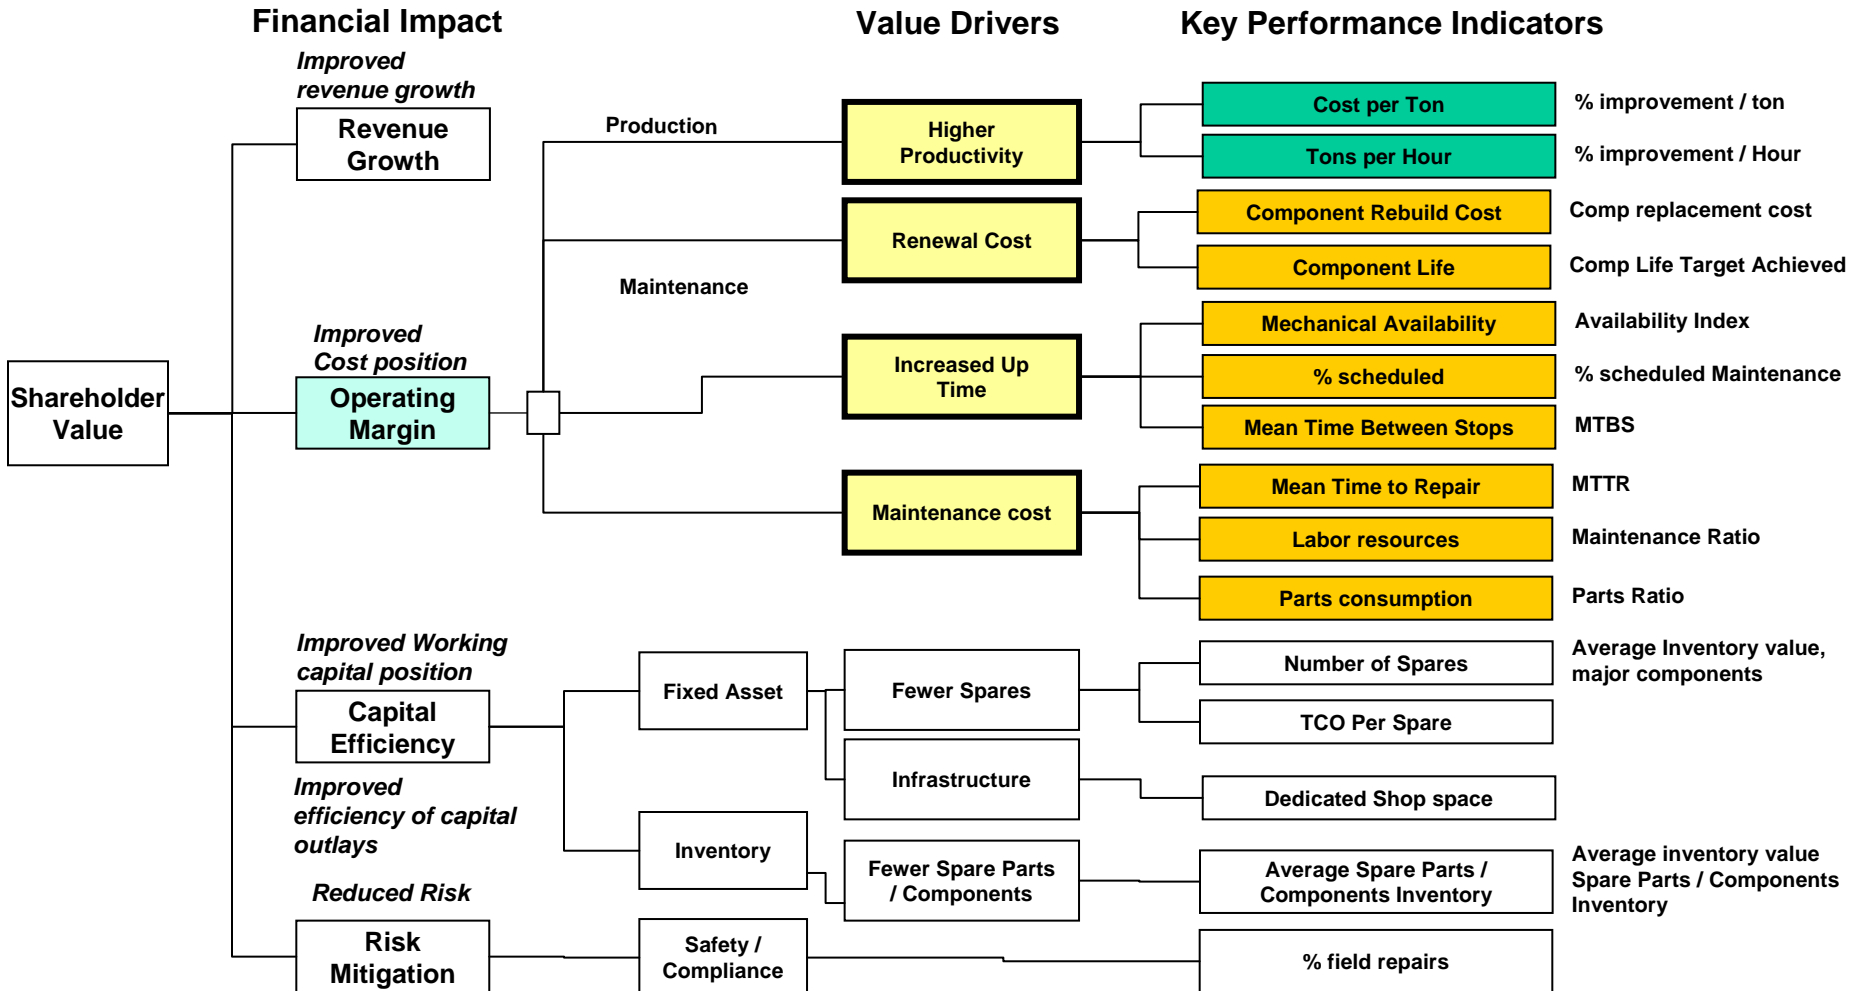 Financial Impact
Value Drivers
Key Performance Indicators
Improved
revenue growth
Revenue
Growth
Production
Higher
Productivity
Cost per Ton
% improvement / ton
Tons per Hour
% improvement / Hour
Renewal Cost
Component Rebuild Cost
Comp replacement cost
Component Life
Comp Life Target Achieved
Maintenance
Shareholder
Value
Improved
Cost position
Operating
Margin
Increased Up
Time
Mechanical Availability
Availability Index
% scheduled
% scheduled Maintenance
Mean Time Between Stops
MTBS
Maintenance cost
Mean Time to Repair
MTTR
Labor resources
Maintenance Ratio
Parts consumption
Parts Ratio
Improved Working
capital position
Capital
Efficiency
Improved
efficiency of capital
outlays
Fixed Asset
Fewer Spares
Number of Spares
Average Inventory value,
major components
TCO Per Spare
Infrastructure
Dedicated Shop space
Inventory
Fewer Spare Parts
/ Components
Average Spare Parts /
Components Inventory
Average inventory value
Spare Parts / Components
Inventory
Reduced Risk
Risk
Mitigation
Safety /
Compliance
% field repairs